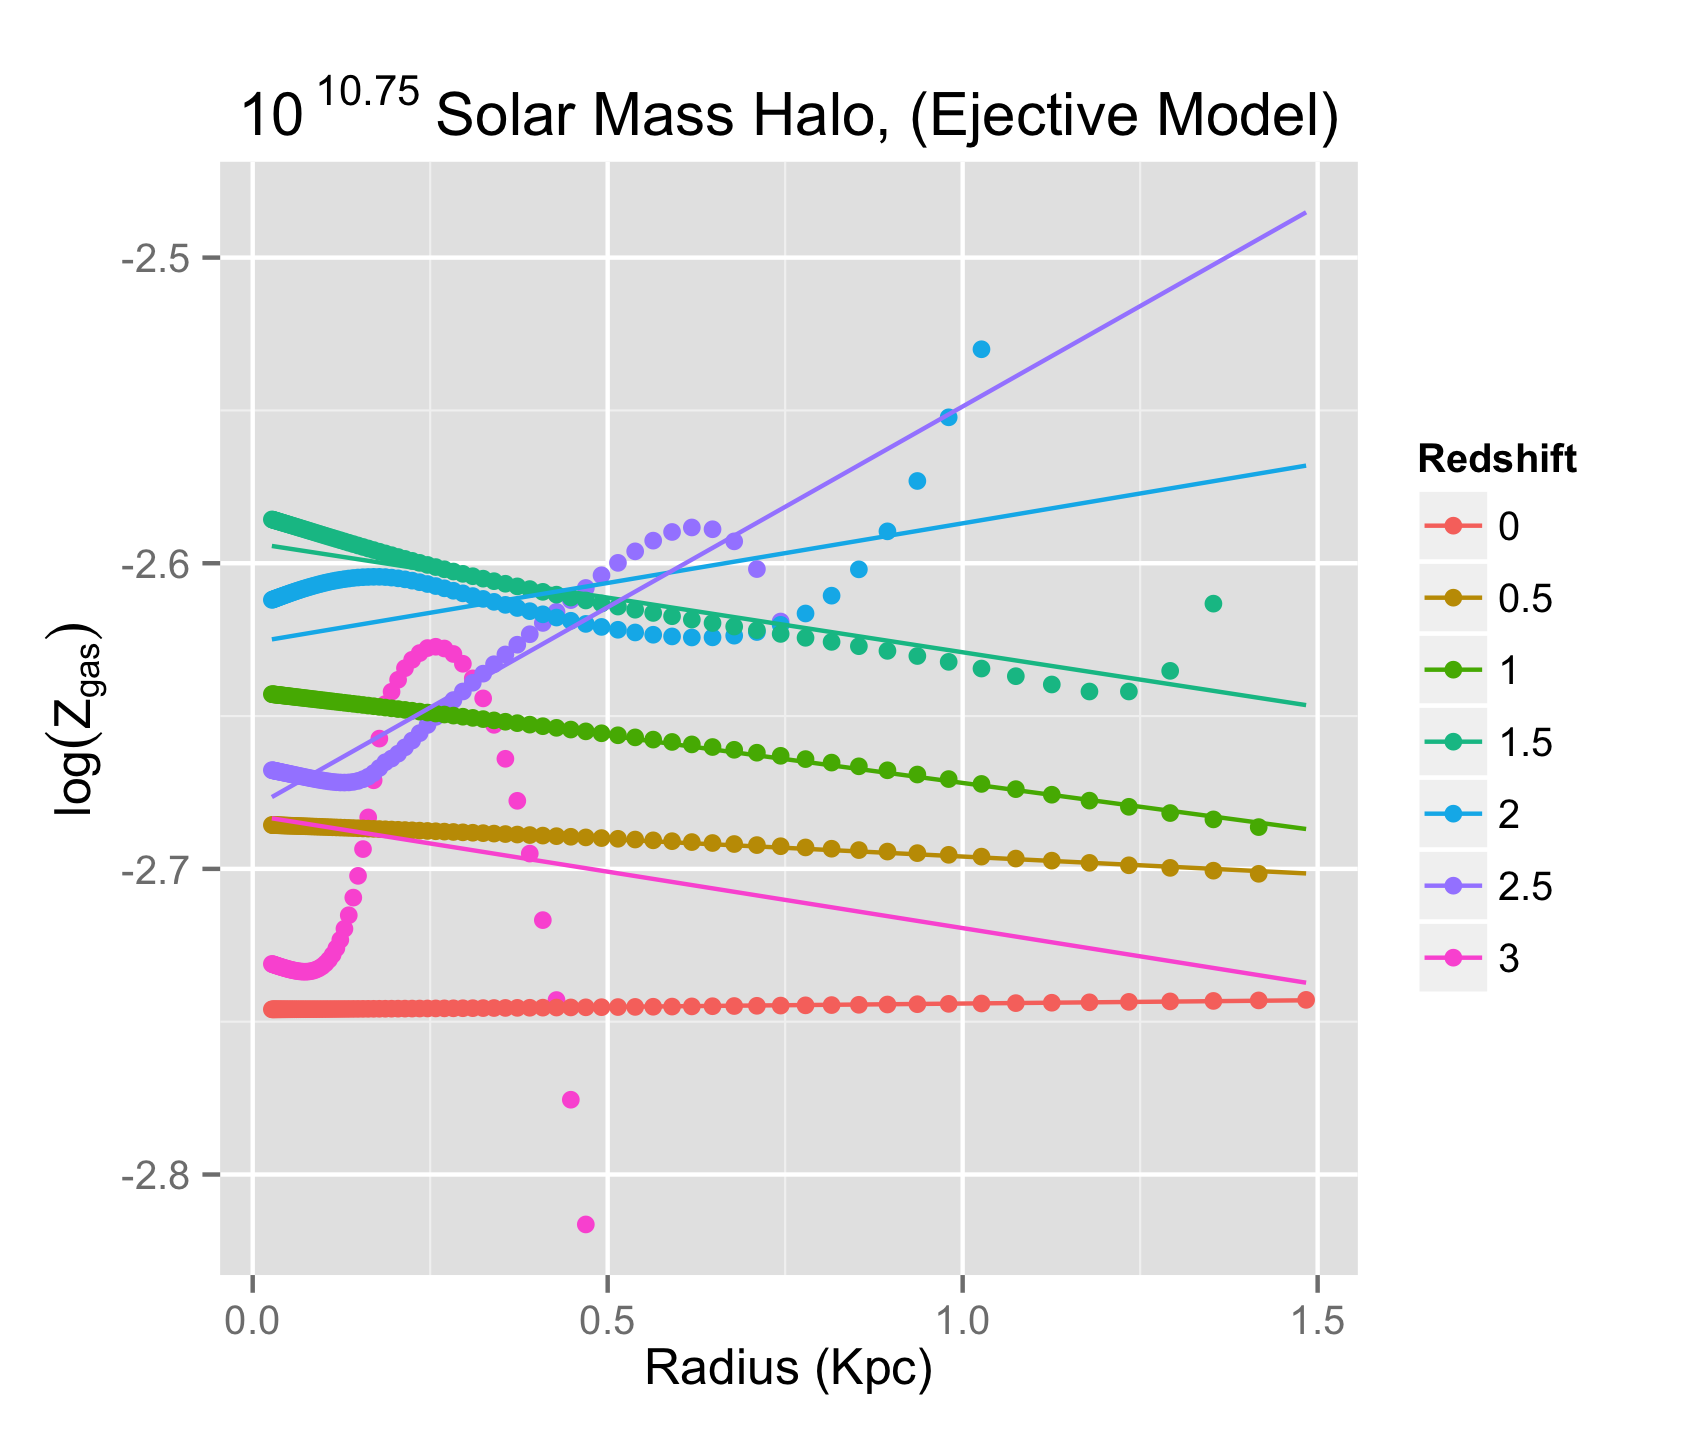 10^10.75 Solar Mass Halo, (Ejective Model)
log(Z_gas)
-2.5
-2.6
-2.7
-2.8
0.0 0.5 1.0 1.5
Radius (Kpc)
Redshift
0
0.5
1
1.5
2
2.5
3